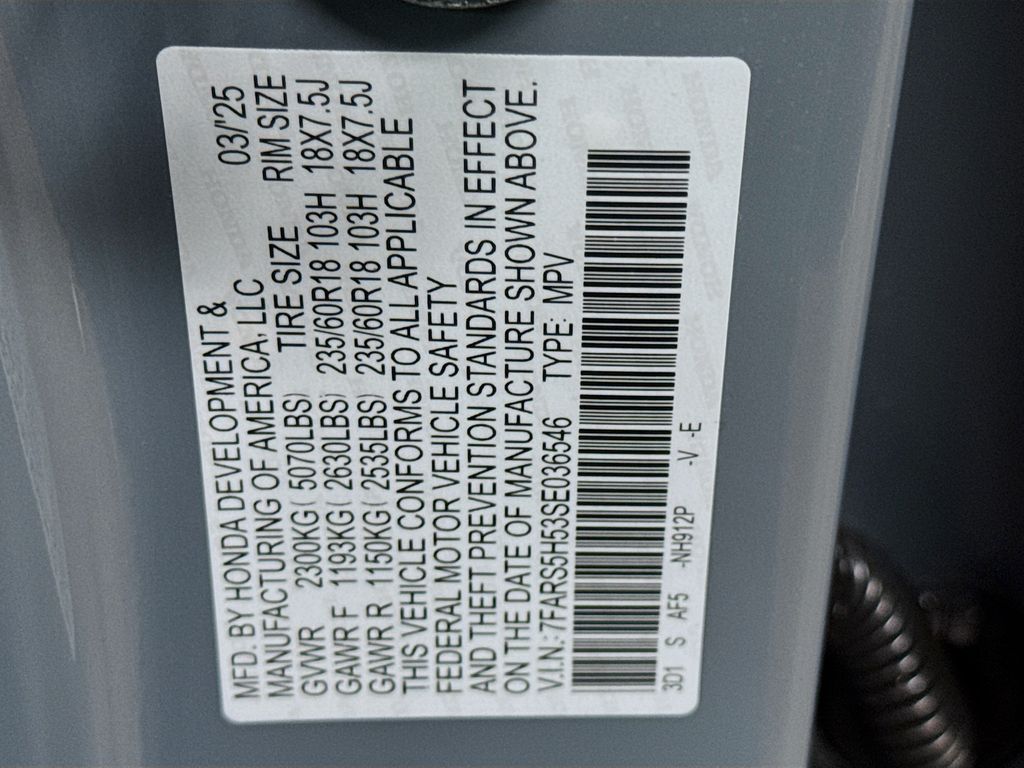 MFD. BY HONDA DEVELOPMENT & 03/'25
MANUFACTURING OF AMERICA, LLC TIRE SIZE RIM SIZE
GVWR 2300KG( 5070LBS) 235/60R18 103H 18X7.5J
GAWR F 1193KG( 2630LBS) 235/60R18 103H 18X7.5J
GAWR R 1150KG( 2535LBS)
THIS VEHICLE CONFORMS TO ALL APPLICABLE
FEDERAL MOTOR VEHICLE SAFETY
AND THEFT PREVENTION STANDARDS IN EFFECT
ON THE DATE OF MANUFACTURE SHOWN ABOVE.
V.I.N.: 7FARS5H53SE036546 TYPE: MPV
3D1 S AF5 -NH912P -V -E